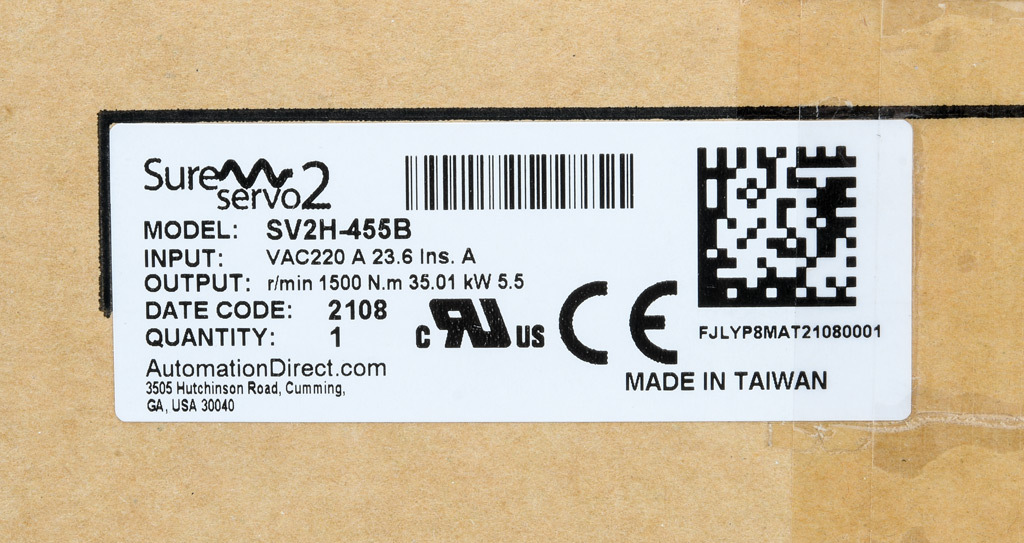 Sure servo2
MODEL: SV2H-455B
INPUT: VAC220 A 23.6 Ins. A
OUTPUT: r/min 1500 N.m 35.01 kW 5.5
DATE CODE: 2108
QUANTITY: 1
AutomationDirect.com
3505 Hutchinson Road, Cumming,
GA, USA 30040
C RU US
CE
FJLYP8MAT21080001
MADE IN TAIWAN